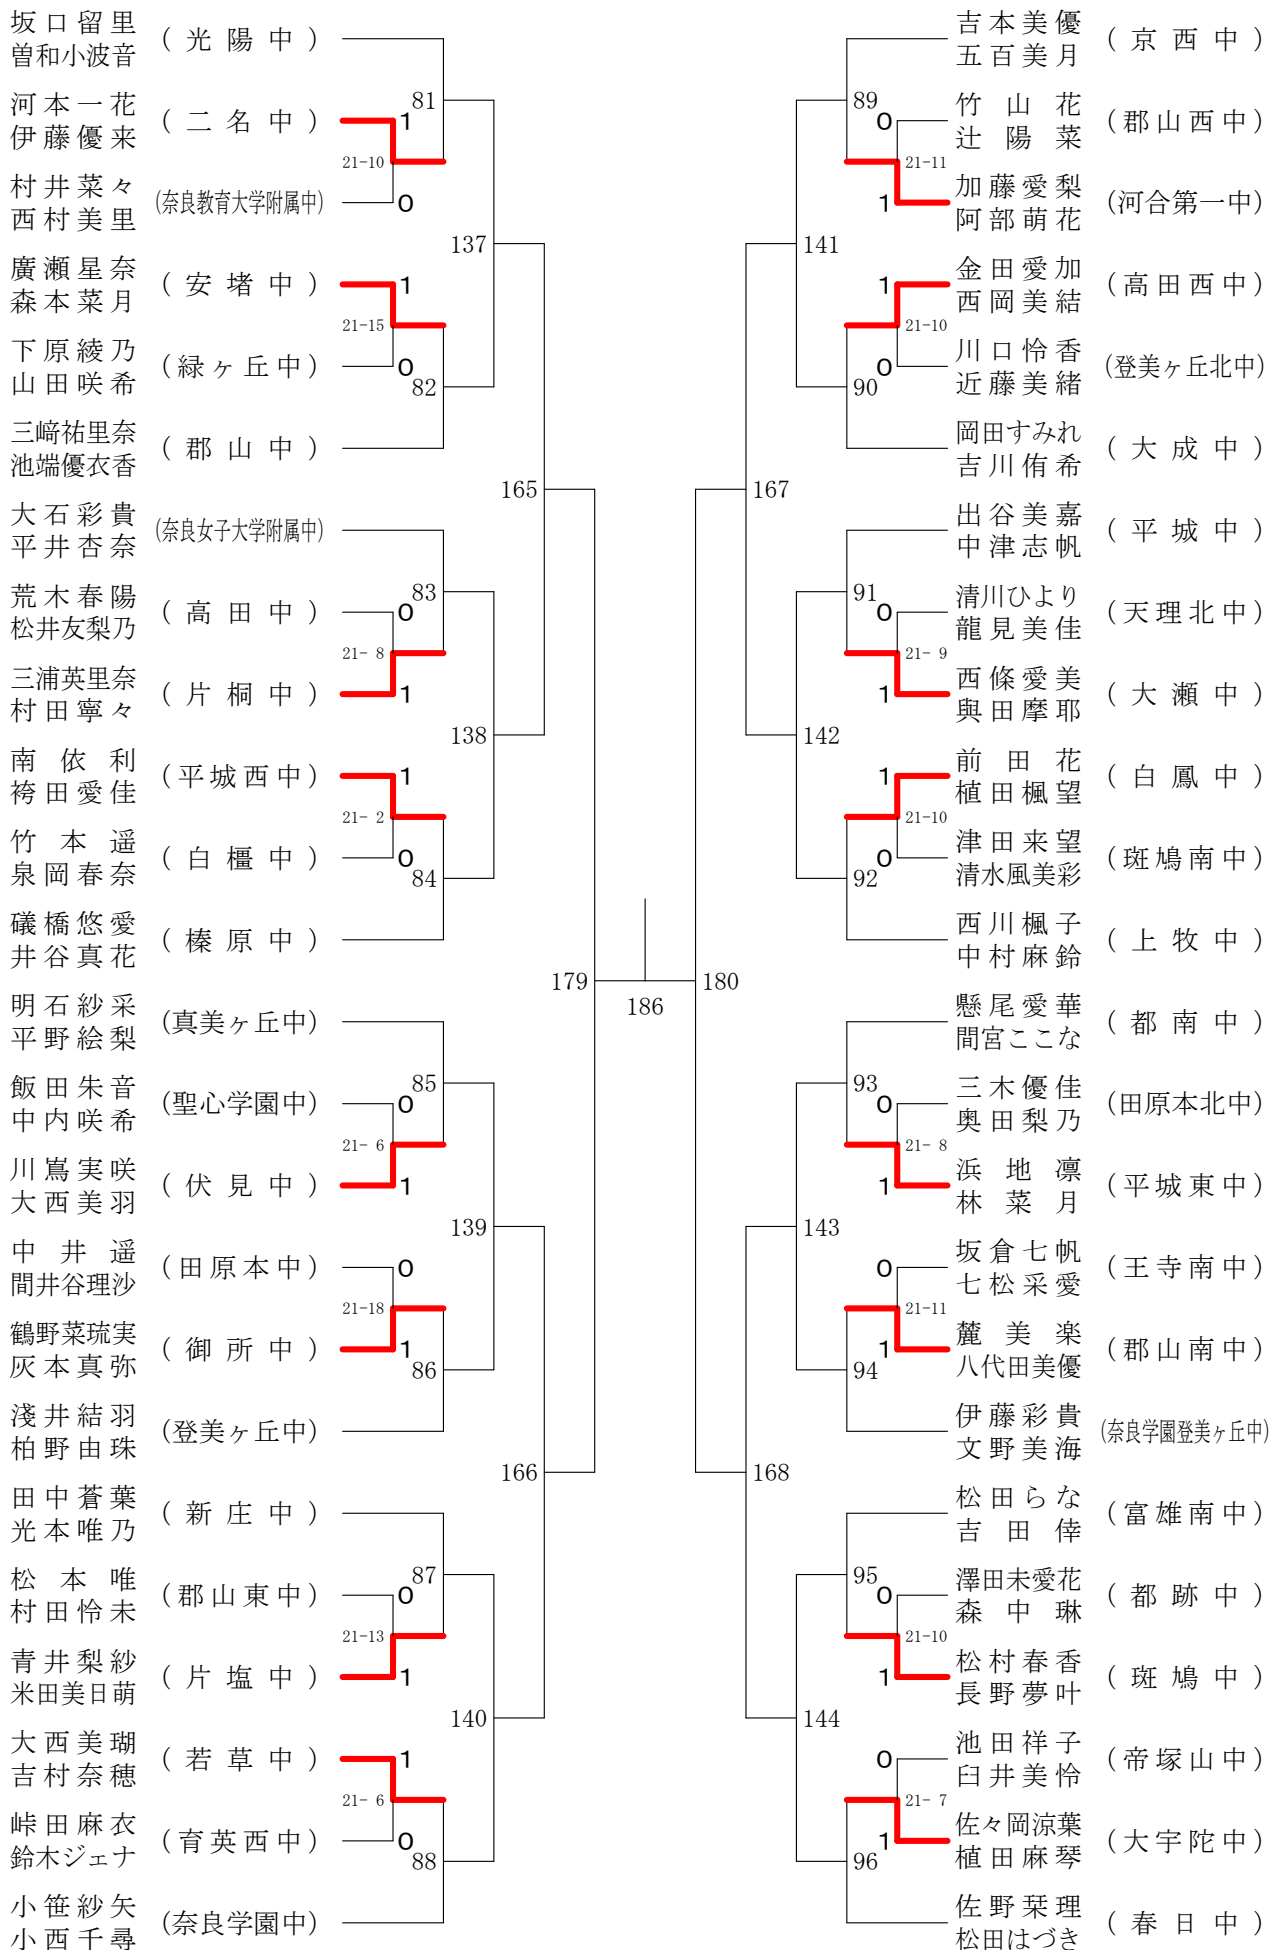 坂口留里
曽和小波音
(光陽中)
河本一花
伊藤優来
(二名中)
村井菜々
西村美里
(奈良教育大学附属中)
廣瀬星奈
森本菜月
(安堵中)
下原綾乃
山田咲希
(緑ヶ丘中)
三﨑祐里奈
池端優衣香
(郡山中)
大石彩貴
平井杏奈
(奈良女子大学附属中)
荒木春陽
松井友梨乃
(高田中)
三浦英里奈
村田寧々
(片桐中)
南依利
袴田愛佳
(平城西中)
竹本遥
泉岡春奈
(白橿中)
礒橋悠愛
井谷真花
(榛原中)
明石紗采
平野絵梨
(真美ヶ丘中)
飯田朱音
中内咲希
(聖心学園中)
川嶌実咲
大西美羽
(伏見中)
中井遥
間井谷理沙
(田原本中)
鶴野菜琉実
灰本真弥
(御所中)
淺井結羽
柏野由珠
(登美ヶ丘中)
田中蒼葉
光本唯乃
(新庄中)
松本唯
村田怜未
(郡山東中)
青井梨紗
米田美日萌
(片塩中)
大西美瑚
吉村奈穂
(若草中)
峠田麻衣
鈴木ジェナ
(育英西中)
小笹紗矢
小西千尋
(奈良学園中)
81
1
21-10
0
137
1
21-15
0
82
165
83
0
21- 8
1
138
1
21- 2
0
84
179
186
180
85
0
21- 6
1
139
0
21-18
1
86
166
87
0
21-13
1
140
1
21- 6
0
88
89
0
21-11
1
141
1
21-10
0
90
167
91
0
21- 9
1
142
1
21-10
0
92
93
0
21- 8
1
143
0
21-11
1
94
168
95
0
21-10
1
144
0
21- 7
1
96
吉本美優
五百美月
(京西中)
竹山花
辻陽菜
(郡山西中)
加藤愛梨
阿部萌花
(河合第一中)
金田愛加
西岡美結
(高田西中)
川口怜香
近藤美緒
(登美ヶ丘北中)
岡田すみれ
吉川侑希
(大成中)
出谷美嘉
中津志帆
(平城中)
清川ひより
龍見美佳
(天理北中)
西條愛美
與田摩耶
(大瀬中)
前田花
植田楓望
(白鳳中)
津田来望
清水風美彩
(斑鳩南中)
西川楓子
中村麻鈴
(上牧中)
懸尾愛華
間宮ここな
(都南中)
三木優佳
奥田梨乃
(田原本北中)
浜地凛
林菜月
(平城東中)
坂倉七帆
七松采愛
(王寺南中)
麓美楽
八代田美優
(郡山南中)
伊藤彩貴
文野美海
(奈良学園登美ヶ丘中)
松田らな
吉田倖
(富雄南中)
澤田未愛花
森中琳
(都跡中)
松村春香
長野夢叶
(斑鳩中)
池田祥子
臼井美怜
(帝塚山中)
佐々岡涼葉
植田麻琴
(大宇陀中)
佐野栞理
松田はづき
(春日中)